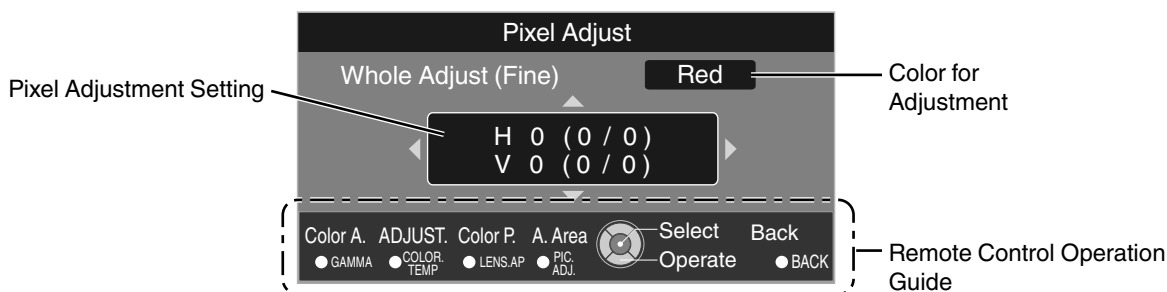 Pixel Adjust
Whole Adjust (Fine)
Red
Pixel Adjustment Setting
Color for
Adjustment
H 0 (0 / 0)
V 0 (0 / 0)
Color A.
ADJUST.
Color P.
A. Area
Select
Back
GAMMA
COLOR.
TEMP
LENS.AP
PIC.
ADJ.
Operate
BACK
Remote Control Operation
Guide